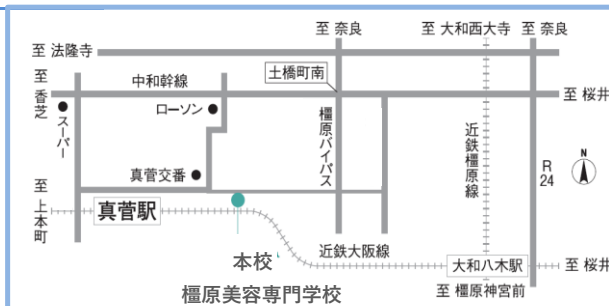 至 奈良
至 大和西大寺
至 奈良
至 法隆寺
至 香芝
中和幹線
土橋町南
至 桜井
スーパー
ローソン
橿原バイパス
近鉄橿原線
R 24
N
真菅交番
至 上本町
真菅駅
本校
近鉄大阪線
大和八木駅
至 桜井
橿原美容専門学校
至 橿原神宮前